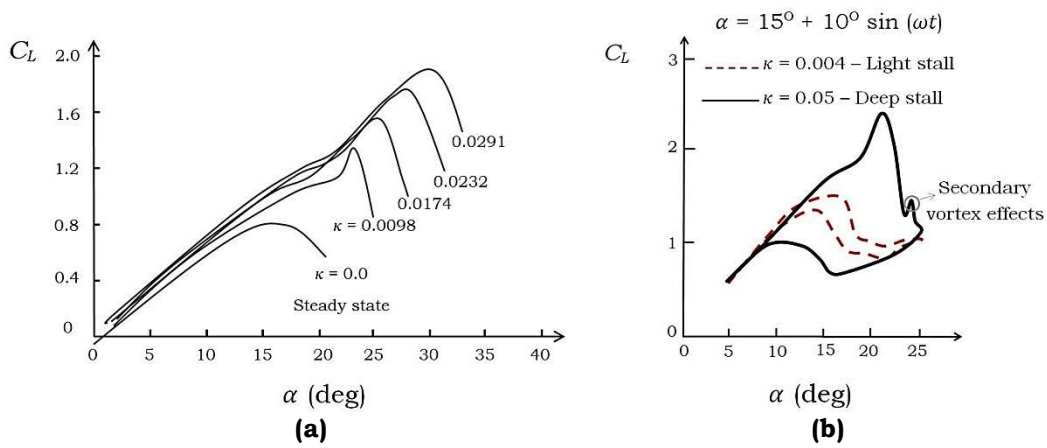 C_L
2.0
1.6
1.2
0.8
0.4
0
0.0291
0.0232
0.0174
κ = 0.0098
κ = 0.0
Steady state
0 5 10 15 20 25 30 35 40
α (deg)
(a)
α = 15° + 10° sin (ωt)
C_L
3
2
1
0
κ = 0.004 – Light stall
κ = 0.05 – Deep stall
Secondary
vortex effects
0 5 10 15 20 25
α (deg)
(b)